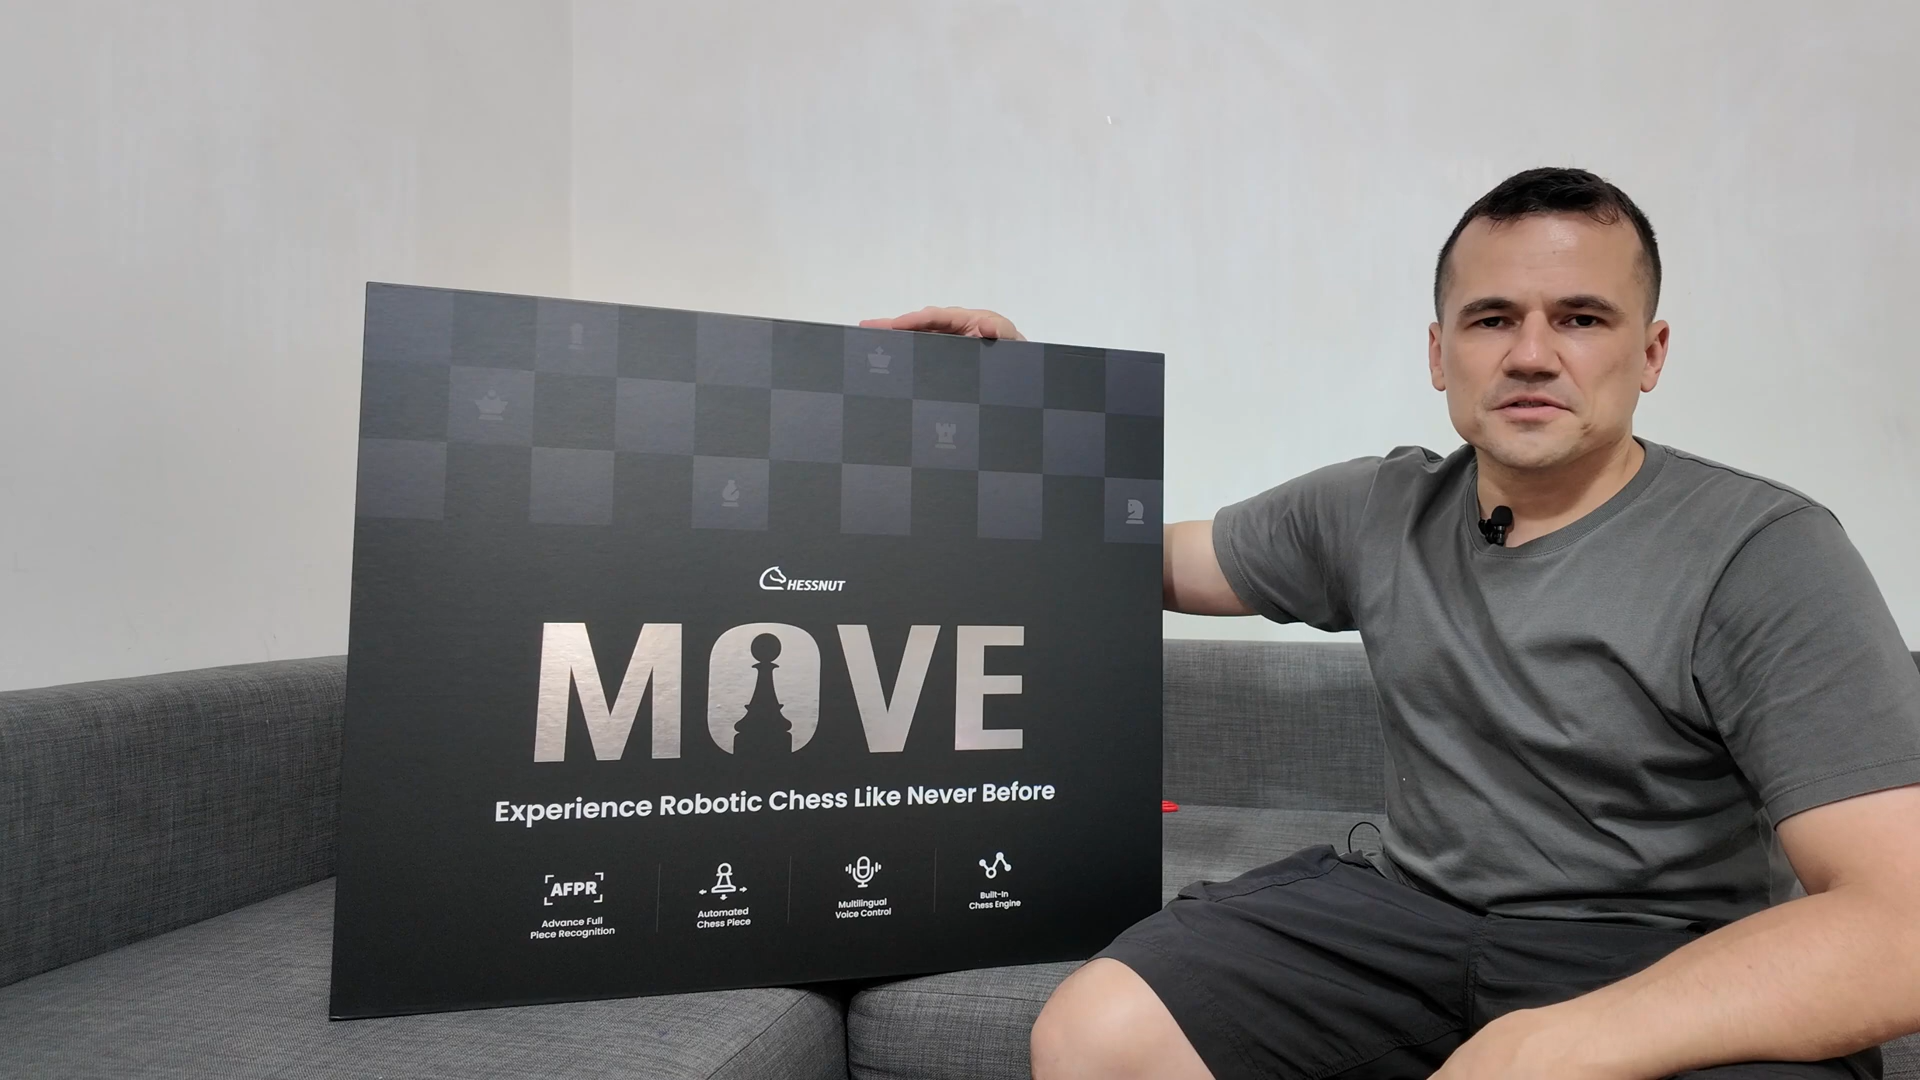 CHESSNUT
MOVE
Experience Robotic Chess Like Never Before
AFPR
Advance Full
Piece Recognition
Automated
Chess Piece
Multilingual
Voice Control
Built-In
Chess Engine